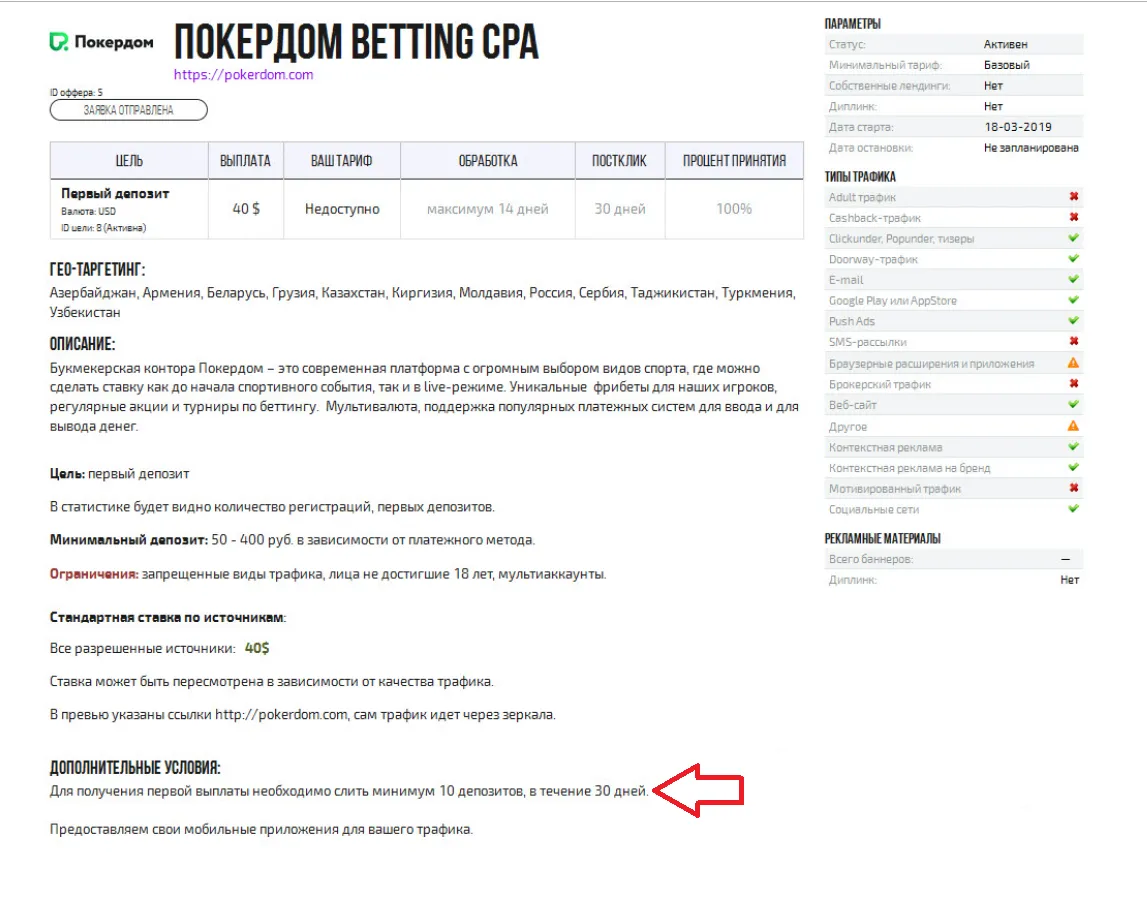 Покердом
ПОКЕРДОМ BETTING CPA
https://pokerdom.com
ID оффера: 5
ЗАЯВКА ОТПРАВЛЕНА
ЦЕЛЬ ВЫПЛАТА ВАШ ТАРИФ ОБРАБОТКА ПОСТКЛИК ПРОЦЕНТ ПРИНЯТИЯ
Первый депозит
Валюта: USD
ID цели: 8 (Активна)
40 $ Недоступно максимум 14 дней 30 дней 100%
ГЕО-ТАРГЕТИНГ:
Азербайджан, Армения, Беларусь, Грузия, Казахстан, Киргизия, Молдавия, Россия, Сербия, Таджикистан, Туркмения,
Узбекистан
ОПИСАНИЕ:
Букмекерская контора Покердом – это современная платформа с огромным выбором видов спорта, где можно
сделать ставку как до начала спортивного события, так и в live-режиме. Уникальные фрибеты для наших игроков,
регулярные акции и турниры по беттингу. Мультивалюта, поддержка популярных платежных систем для ввода и для
вывода денег.
Цель: первый депозит
В статистике будет видно количество регистраций, первых депозитов.
Минимальный депозит: 50 - 400 руб. в зависимости от платежного метода.
Ограничения: запрещенные виды трафика, лица не достигшие 18 лет, мультиаккаунты.
Стандартная ставка по источникам:
Все разрешенные источники: 40$
Ставка может быть пересмотрена в зависимости от качества трафика.
В превью указаны ссылки http://pokerdom.com, сам трафик идет через зеркала.
ДОПОЛНИТЕЛЬНЫЕ УСЛОВИЯ:
Для получения первой выплаты необходимо слить минимум 10 депозитов, в течение 30 дней.
Предоставляем свои мобильные приложения для вашего трафика.
ПАРАМЕТРЫ
Статус: Активен
Минимальный тариф: Базовый
Собственные лендинги: Нет
Диплинк: Нет
Дата старта: 18-03-2019
Дата остановки: Не запланирована
ТИПЫ ТРАФИКА
Adult трафик
Cashback-трафик
Clickunder, Popunder, тизеры
Doorway-трафик
E-mail
Google Play или AppStore
Push Ads
SMS-рассылки
Браузерные расширения и приложения
Брокерский трафик
Веб-сайт
Другое
Контекстная реклама
Контекстная реклама на бренд
Мотивированный трафик
Социальные сети
РЕКЛАМНЫЕ МАТЕРИАЛЫ
Всего баннеров: —
Диплинк: Нет